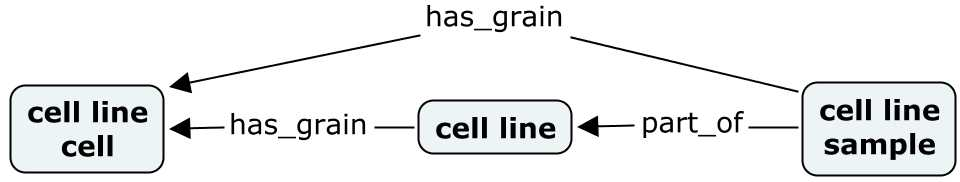 has_grain
cell line
cell
has_grain
cell line
part_of
cell line
sample